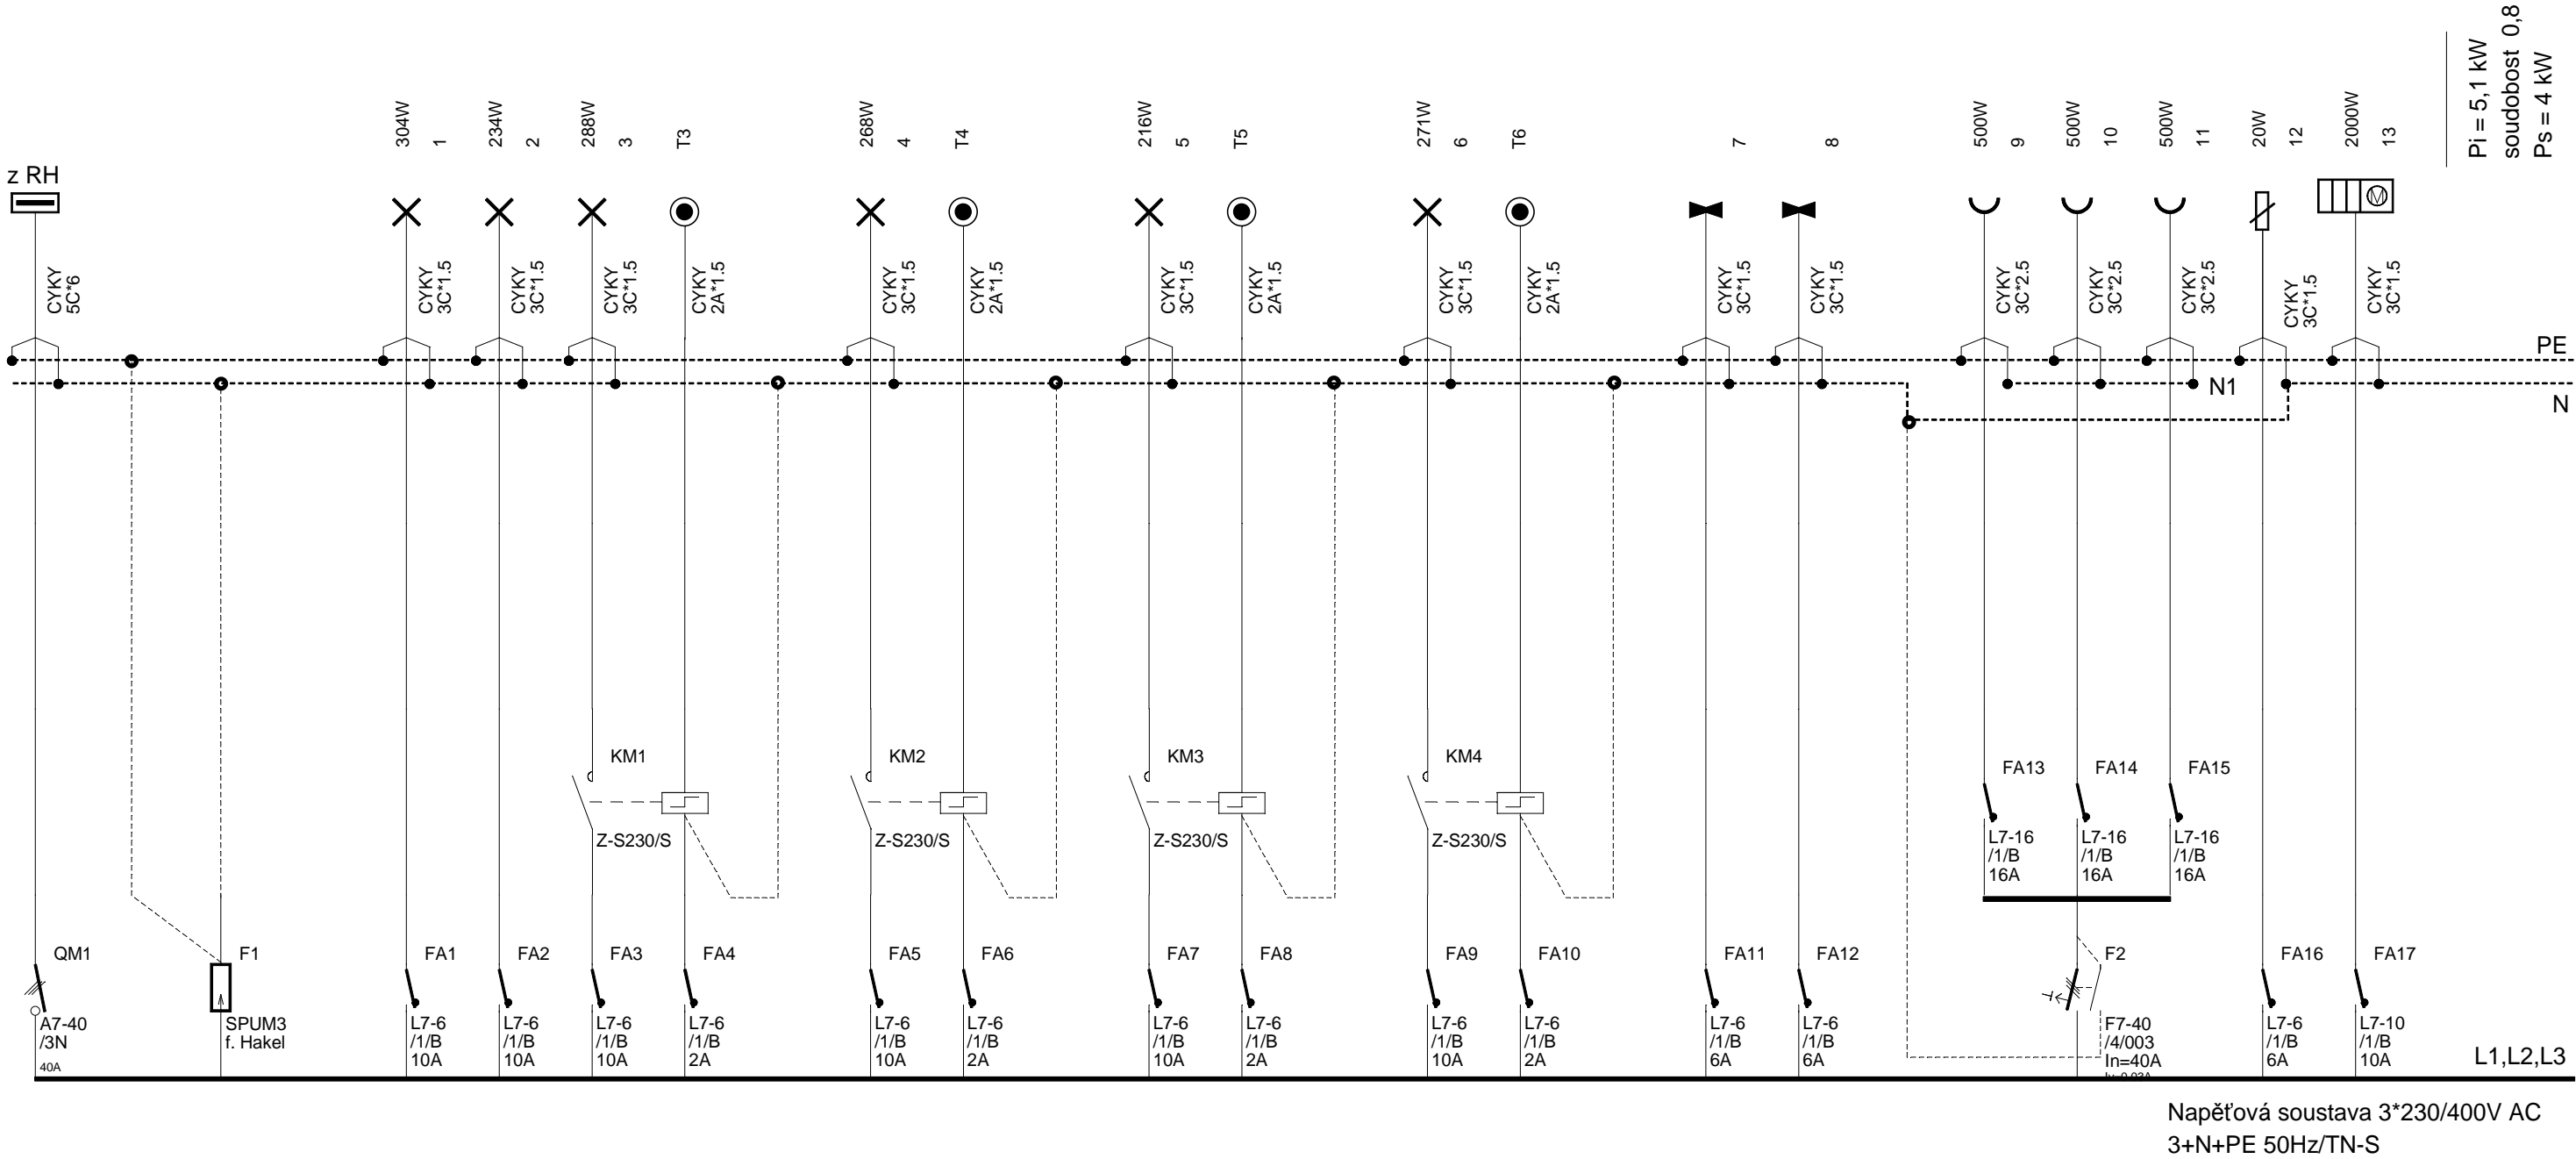 Pi = 5,1 kW
soudobost 0,8
Ps = 4 kW
304W
1
234W
2
288W
3
T3
268W
4
T4
216W
5
T5
271W
6
T6
7
8
500W
9
500W
10
500W
11
20W
12
2000W
13
z RH
M
CYKY
5C*6
CYKY
3C*1.5
CYKY
3C*1.5
CYKY
3C*1.5
CYKY
2A*1.5
CYKY
3C*1.5
CYKY
2A*1.5
CYKY
3C*1.5
CYKY
2A*1.5
CYKY
3C*1.5
CYKY
2A*1.5
CYKY
3C*1.5
CYKY
3C*1.5
CYKY
3C*2.5
CYKY
3C*2.5
CYKY
3C*2.5
CYKY
3C*1.5
CYKY
3C*1.5
PE
N1
N
KM1
Z-S230/S
KM2
Z-S230/S
KM3
Z-S230/S
KM4
Z-S230/S
FA13
L7-16
/1/B
16A
FA14
L7-16
/1/B
16A
FA15
L7-16
/1/B
16A
QM1
A7-40
/3N
40A
F1
SPUM3
f. Hakel
FA1
L7-6
/1/B
10A
FA2
L7-6
/1/B
10A
FA3
L7-6
/1/B
10A
FA4
L7-6
/1/B
2A
FA5
L7-6
/1/B
10A
FA6
L7-6
/1/B
2A
FA7
L7-6
/1/B
10A
FA8
L7-6
/1/B
2A
FA9
L7-6
/1/B
10A
FA10
L7-6
/1/B
2A
FA11
L7-6
/1/B
6A
FA12
L7-6
/1/B
6A
F2
F7-40
/4/003
In=40A
FA16
L7-6
/1/B
6A
FA17
L7-10
/1/B
10A
L1,L2,L3
Napěťová soustava 3*230/400V AC
3+N+PE 50Hz/TN-S